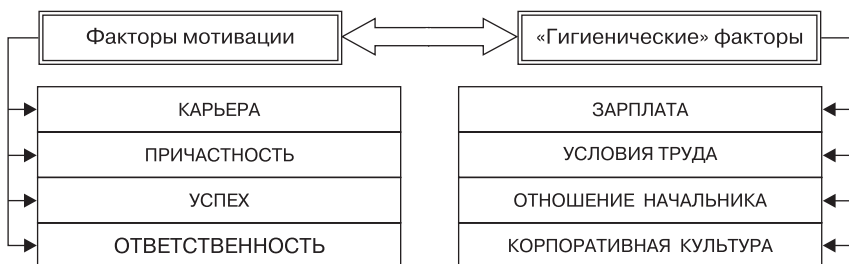 Факторы мотивации
«Гигиенические» факторы
КАРЬЕРА
ПРИЧАСТНОСТЬ
УСПЕХ
ОТВЕТСТВЕННОСТЬ
ЗАРПЛАТА
УСЛОВИЯ ТРУДА
ОТНОШЕНИЕ НАЧАЛЬНИКА
КОРПОРАТИВНАЯ КУЛЬТУРА